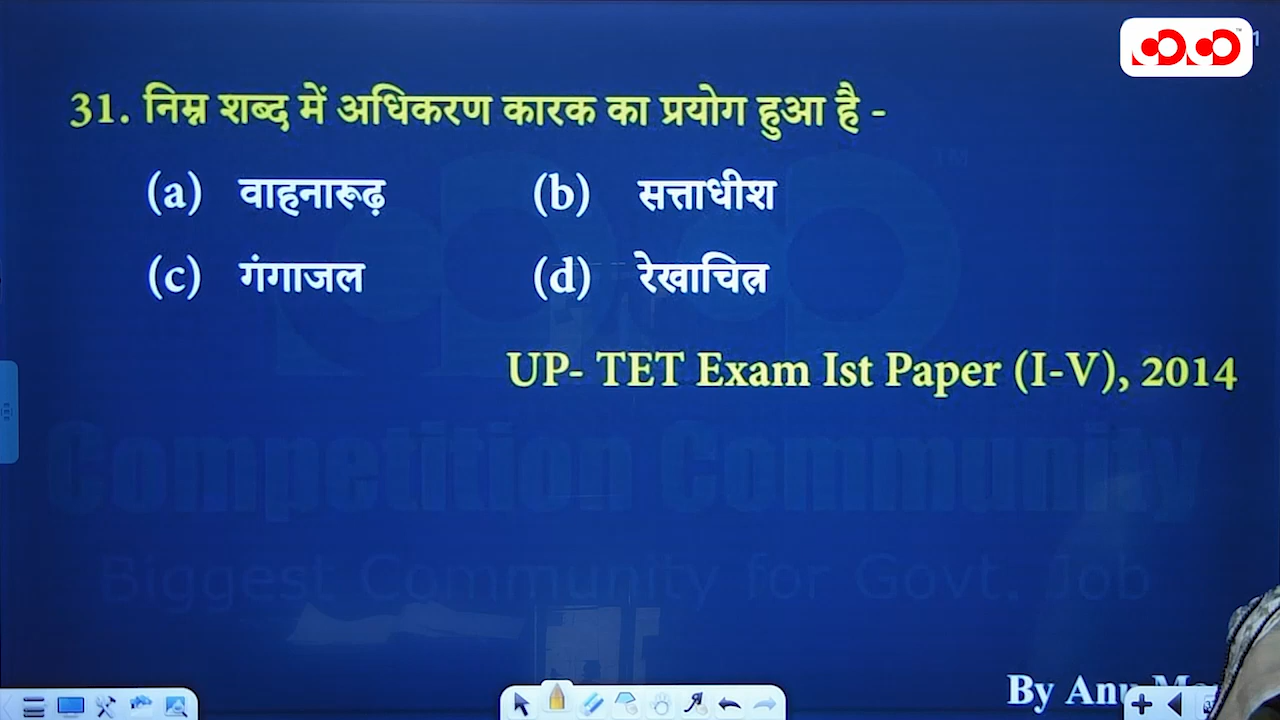 31. निम्न शब्द में अधिकरण कारक का प्रयोग हुआ है -
(a) वाहनारूढ़ (b) सत्ताधीश
(c) गंगाजल (d) रेखाचित्र
UP- TET Exam Ist Paper (I-V), 2014
Competition Community
Biggest Community for Govt. Job
By